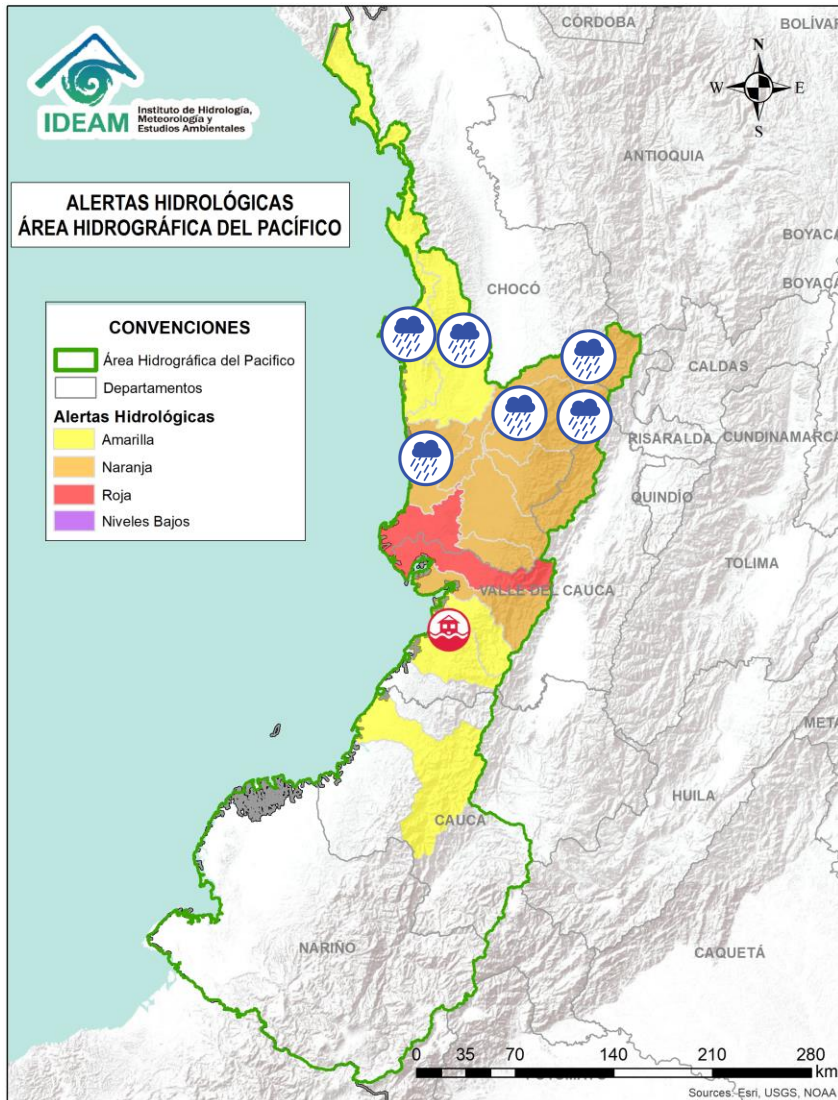 CÓRDOBA
BOLÍVAR
N
W E
S
IDEAM
Instituto de Hidrología,
Meteorología y
Estudios Ambientales
ANTIOQUIA
ALERTAS HIDROLÓGICAS
ÁREA HIDROGRÁFICA DEL PACÍFICO
BOYACÁ
BOYACÁ
CHOCÓ
CONVENCIONES
Área Hidrográfica del Pacifico
Departamentos
Alertas Hidrológicas
Amarilla
Naranja
Roja
Niveles Bajos
CALDAS
RISARALDA
CUNDINAMARCA
QUINDÍO
TOLIMA
VALLE DEL CAUCA
META
HUILA
CAUCA
NARIÑO
CAQUETÁ
0 35 70 140 210 280
km
Sources: Esri, USGS, NOAA